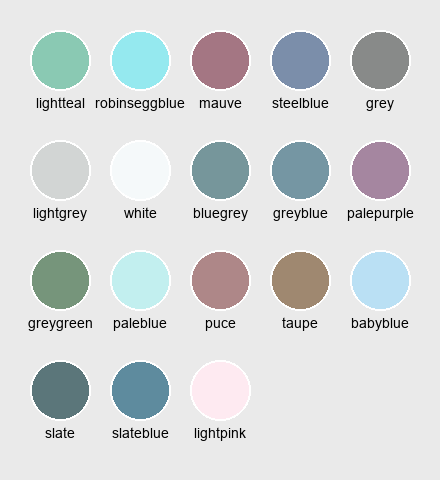 lightteal robinseggblue mauve steelblue grey
lightgrey white bluegrey greyblue palepurple
greygreen paleblue puce taupe babyblue
slate slateblue lightpink